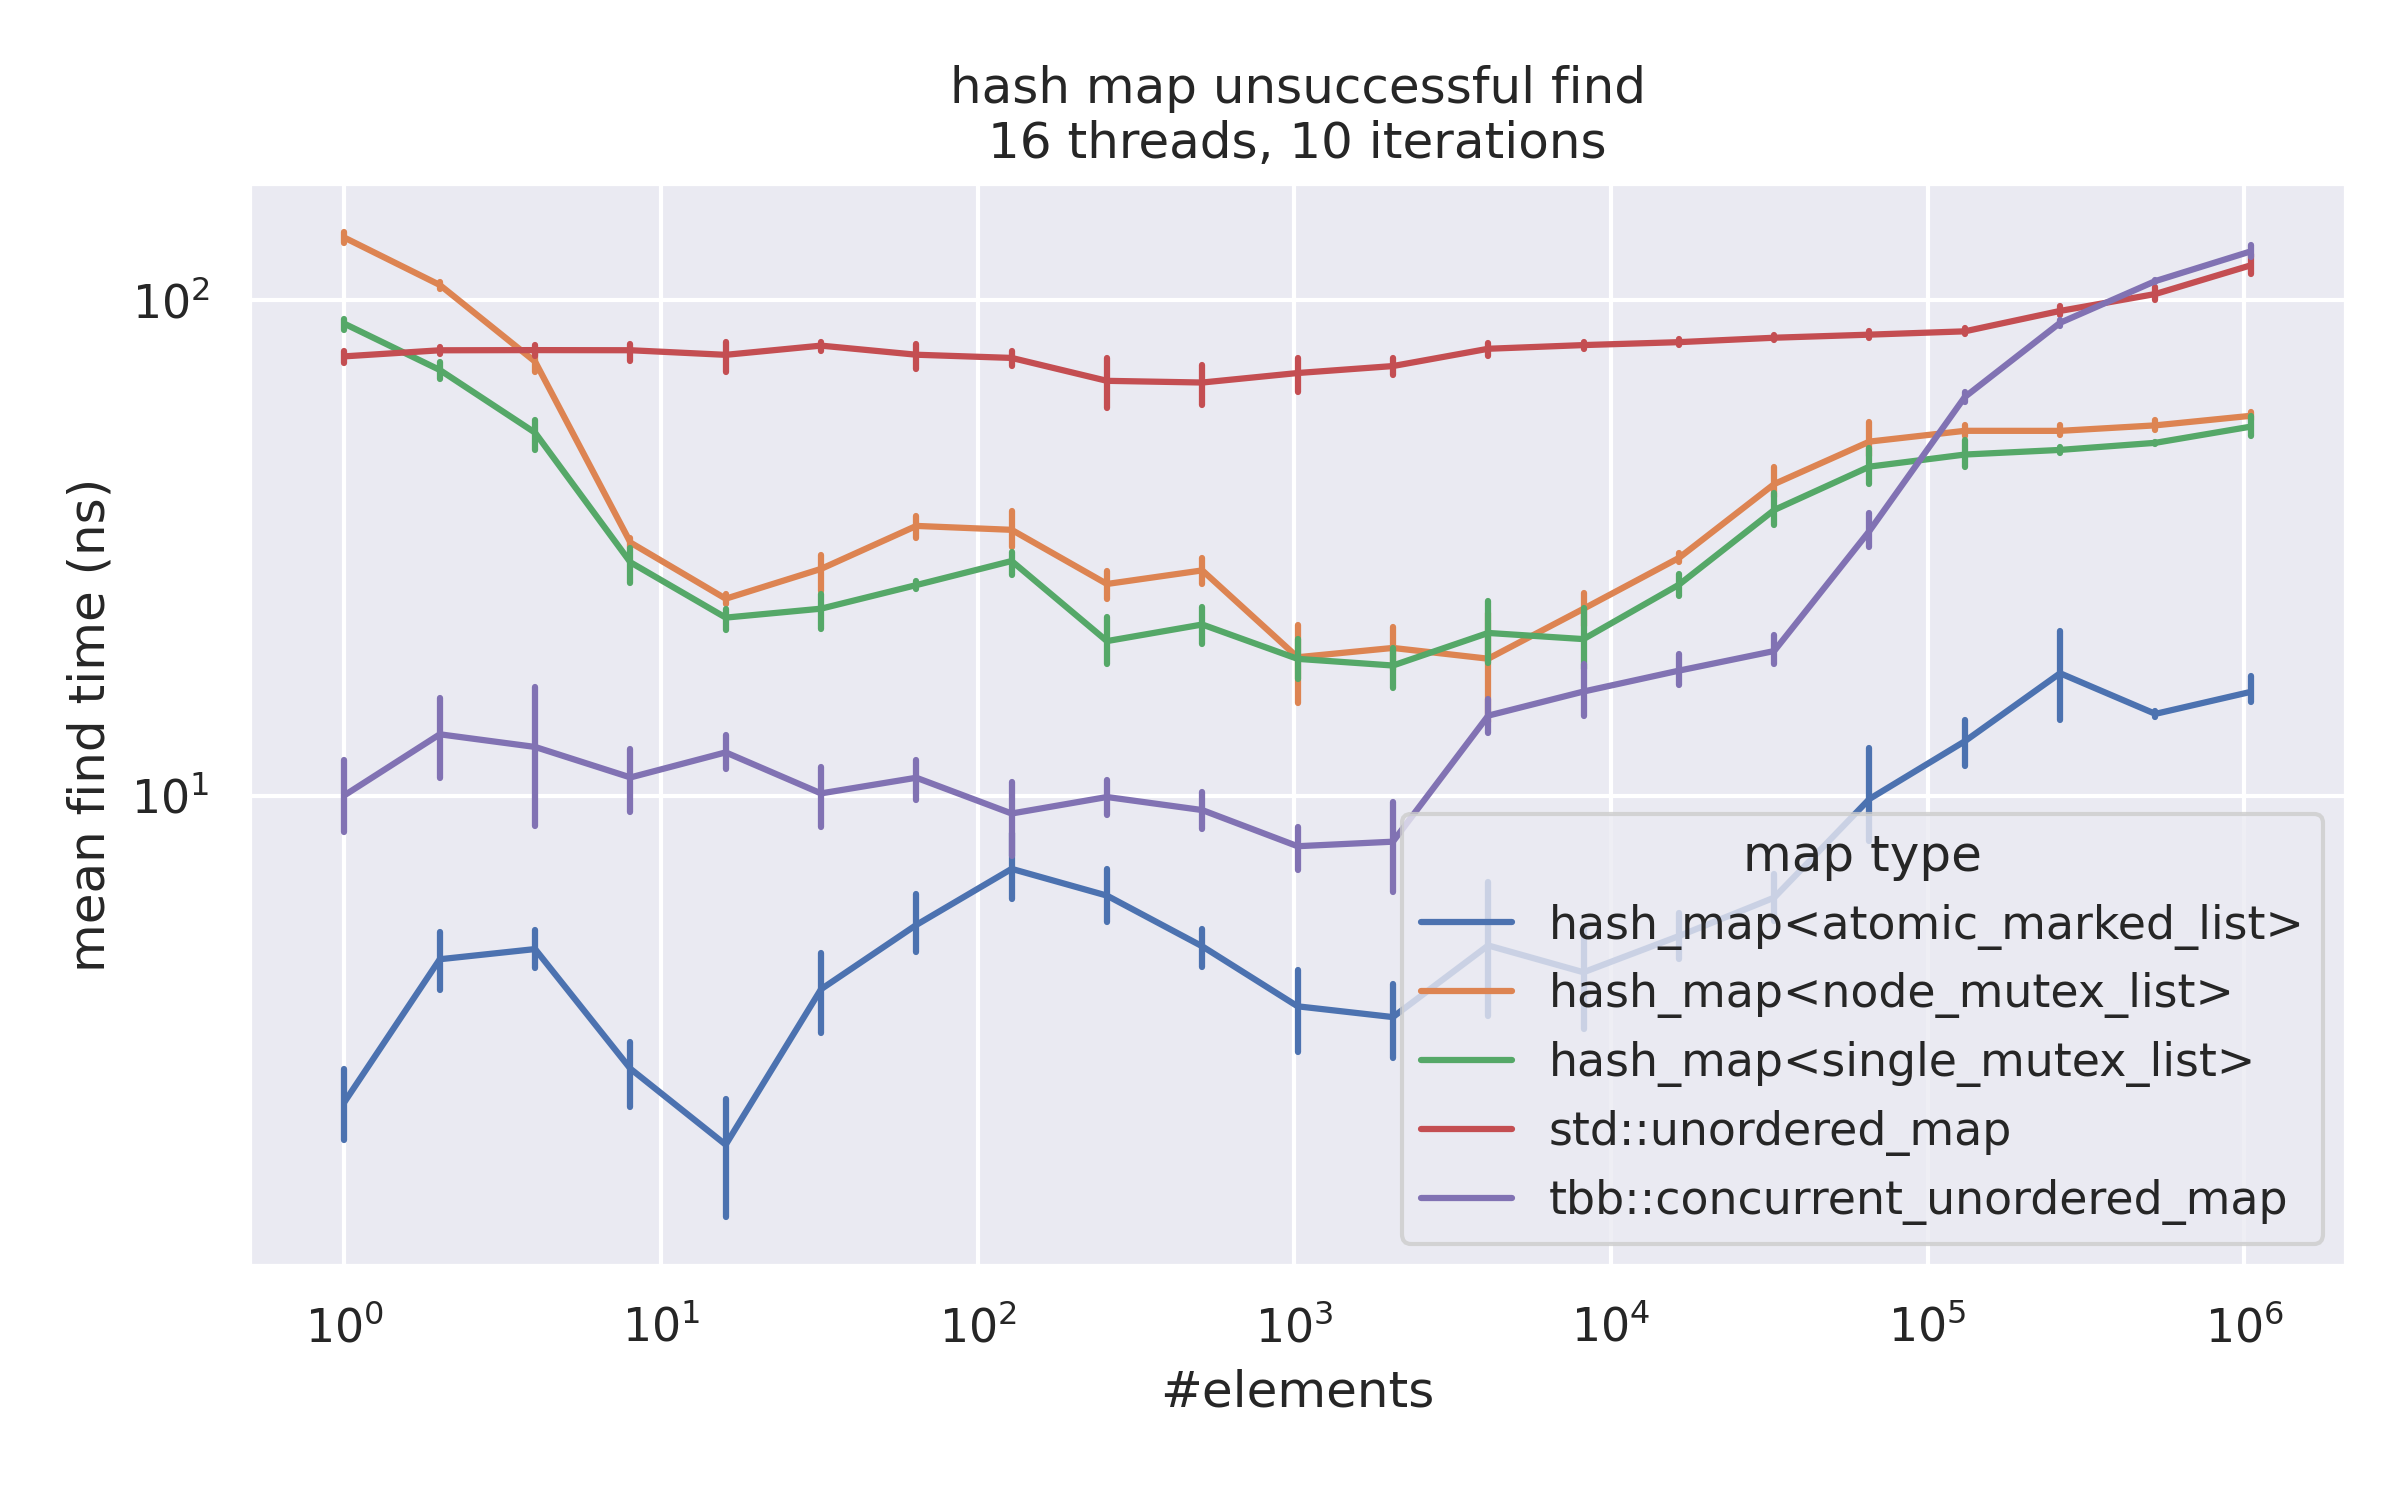 hash map unsuccessful find
16 threads, 10 iterations
mean find time (ns)
10²
10¹
map type
hash_map<atomic_marked_list>
hash_map<node_mutex_list>
hash_map<single_mutex_list>
std::unordered_map
tbb::concurrent_unordered_map
10⁰ 10¹ 10² 10³ 10⁴ 10⁵ 10⁶
#elements